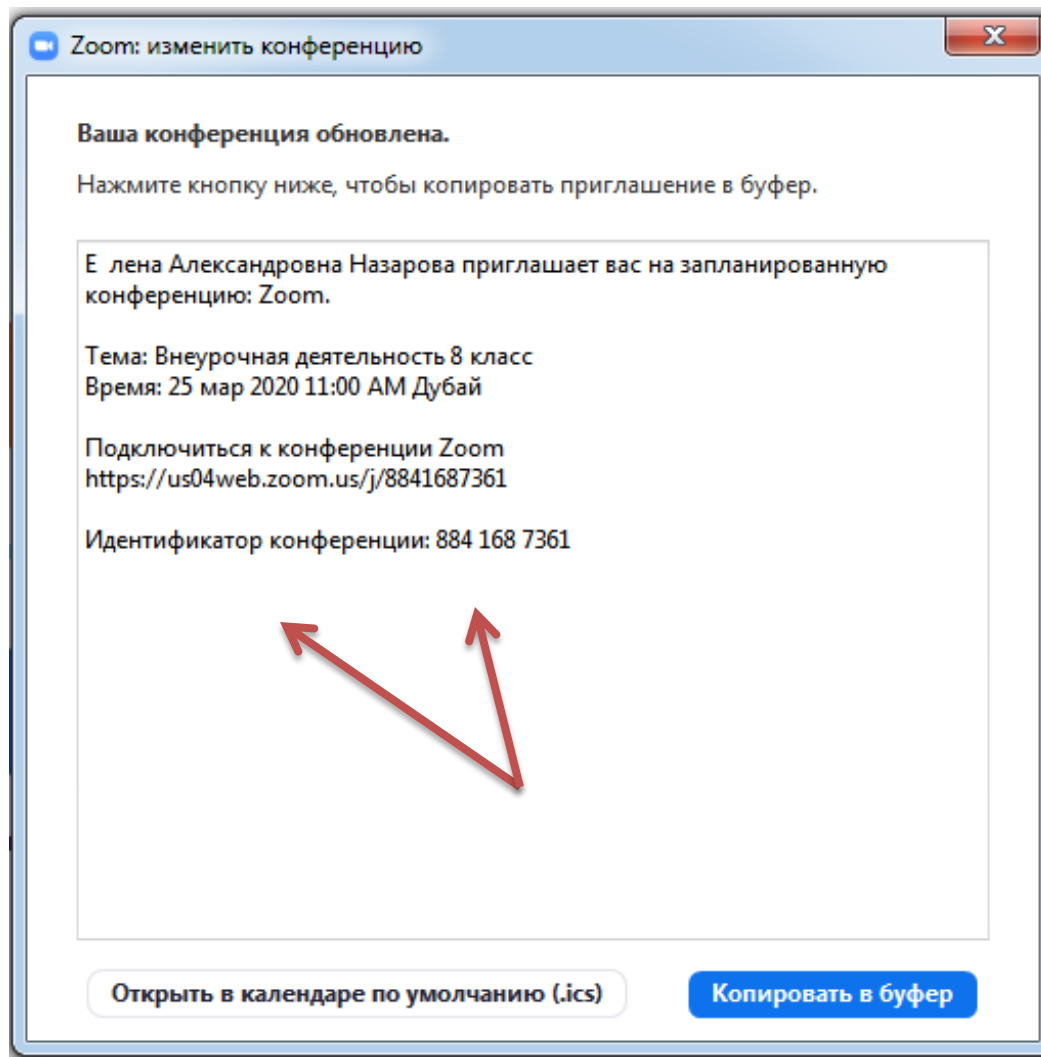 Zoom: изменить конференцию
Ваша конференция обновлена.
Нажмите кнопку ниже, чтобы копировать приглашение в буфер.
Е лена Александровна Назарова приглашает вас на запланированную
конференцию: Zoom.
Тема: Внеурочная деятельность 8 класс
Время: 25 мар 2020 11:00 AM Дубай
Подключиться к конференции Zoom
https://us04web.zoom.us/j/8841687361
Идентификатор конференции: 884 168 7361
Открыть в календаре по умолчанию (.ics)
Копировать в буфер